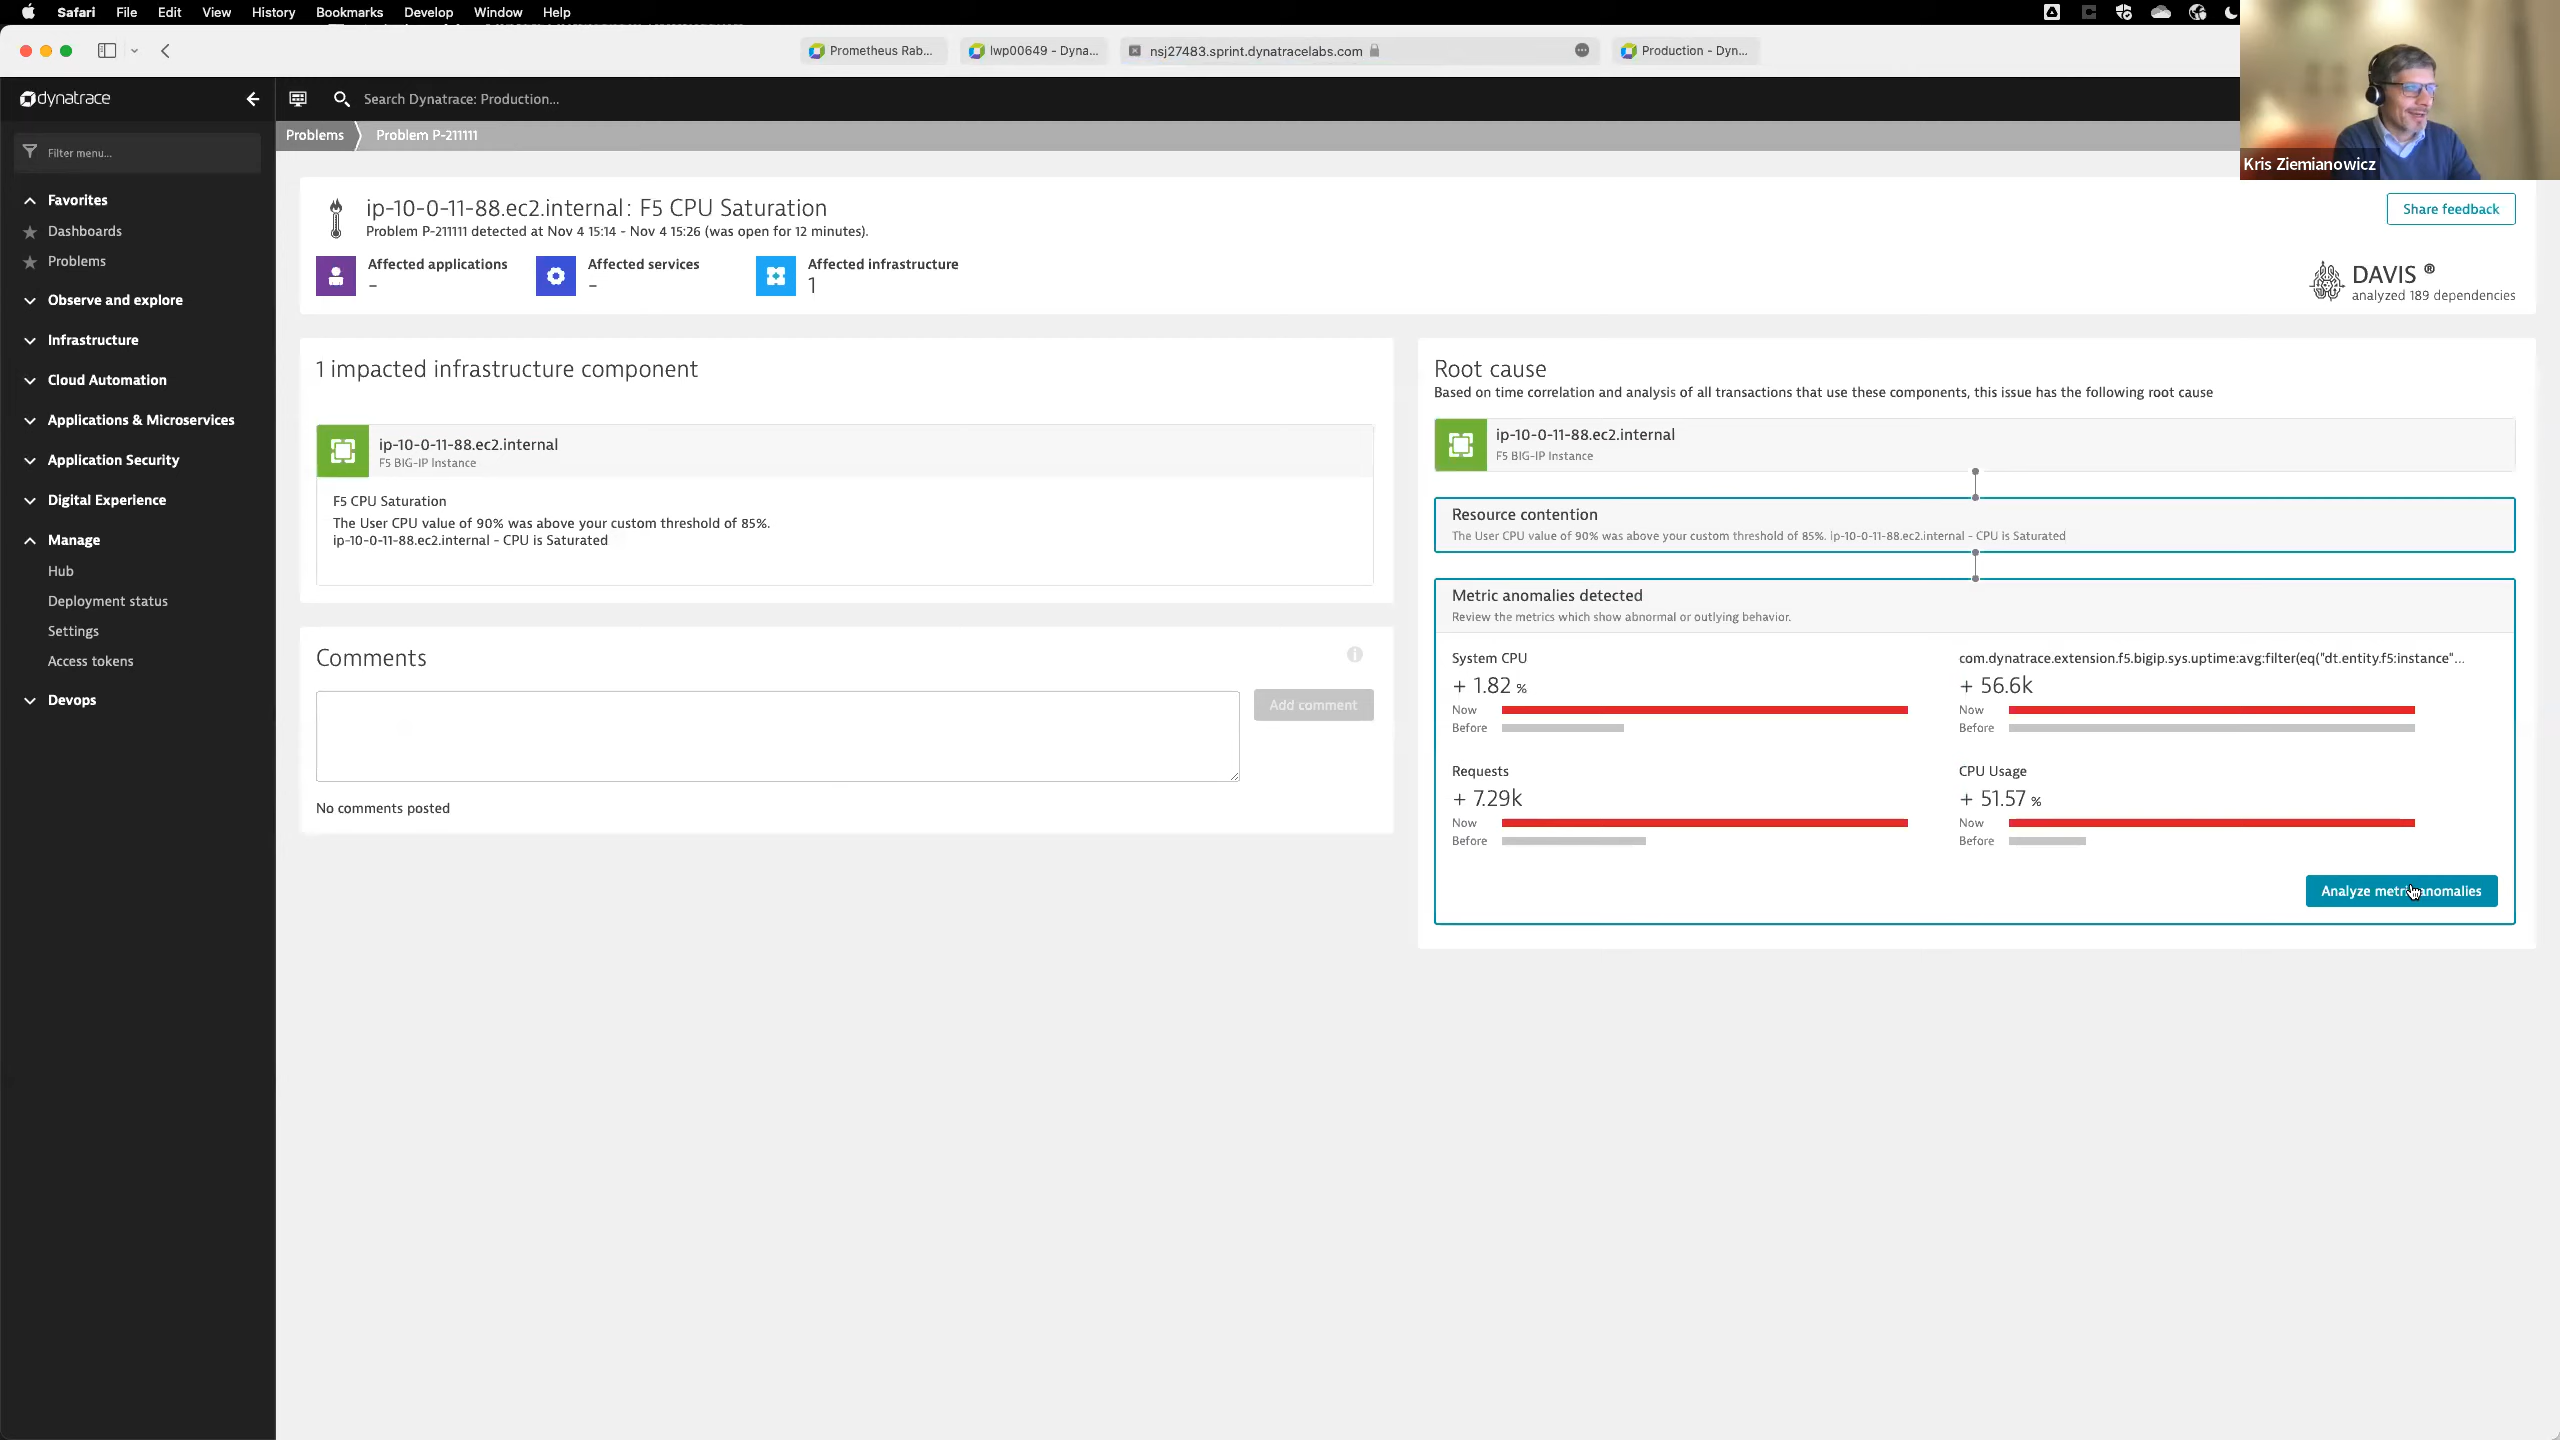 Safari File Edit View History Bookmarks Develop Window Help
Prometheus Rab... lwp00649 - Dyna... nsj27483.sprint.dynatracelabs.com Production - Dyn...
dynatrace
Search Dynatrace: Production...
Problems Problem P-211111
Kris Ziemianowicz
Filter menu...
Favorites
Dashboards
Problems
Observe and explore
Infrastructure
Cloud Automation
Applications & Microservices
Application Security
Digital Experience
Manage
Hub
Deployment status
Settings
Access tokens
Devops
ip-10-0-11-88.ec2.internal: F5 CPU Saturation
Problem P-211111 detected at Nov 4 15:14 - Nov 4 15:26 (was open for 12 minutes).
Share feedback
Affected applications
-
Affected services
-
Affected infrastructure
1
DAVIS ®
analyzed 189 dependencies
1 impacted infrastructure component
ip-10-0-11-88.ec2.internal
F5 BIG-IP Instance
F5 CPU Saturation
The User CPU value of 90% was above your custom threshold of 85%.
ip-10-0-11-88.ec2.internal - CPU is Saturated
Comments
Add comment
No comments posted
Root cause
Based on time correlation and analysis of all transactions that use these components, this issue has the following root cause
ip-10-0-11-88.ec2.internal
F5 BIG-IP Instance
Resource contention
The User CPU value of 90% was above your custom threshold of 85%. ip-10-0-11-88.ec2.internal - CPU is Saturated
Metric anomalies detected
Review the metrics which show abnormal or outlying behavior.
System CPU
+ 1.82 %
Now
Before
com.dynatrace.extension.f5.bigip.sys.uptime:avg:filter(eq("dt.entity.f5:instance"...
+ 56.6k
Now
Before
Requests
+ 7.29k
Now
Before
CPU Usage
+ 51.57 %
Now
Before
Analyze metric anomalies